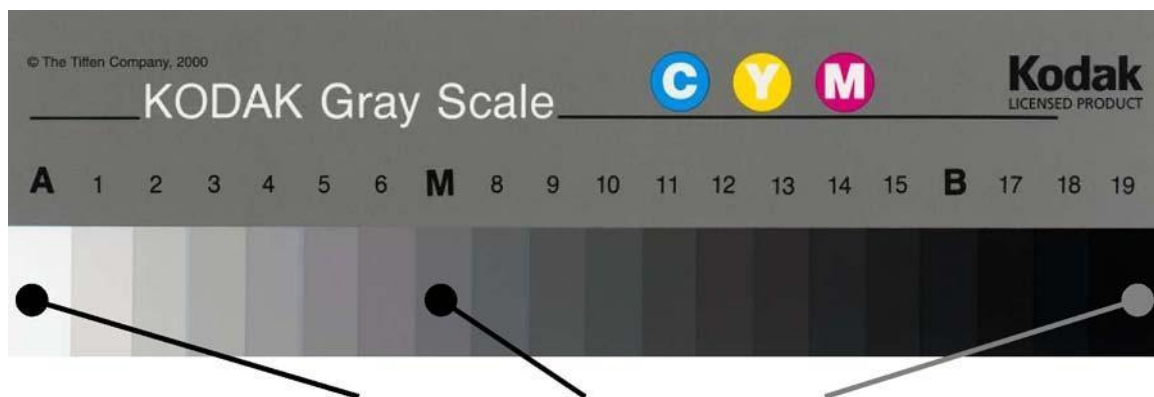 © The Tiffen Company, 2000
KODAK Gray Scale
C Y M
Kodak
LICENSED PRODUCT
A 1 2 3 4 5 6 M 8 9 10 11 12 13 14 15 B 17 18 19